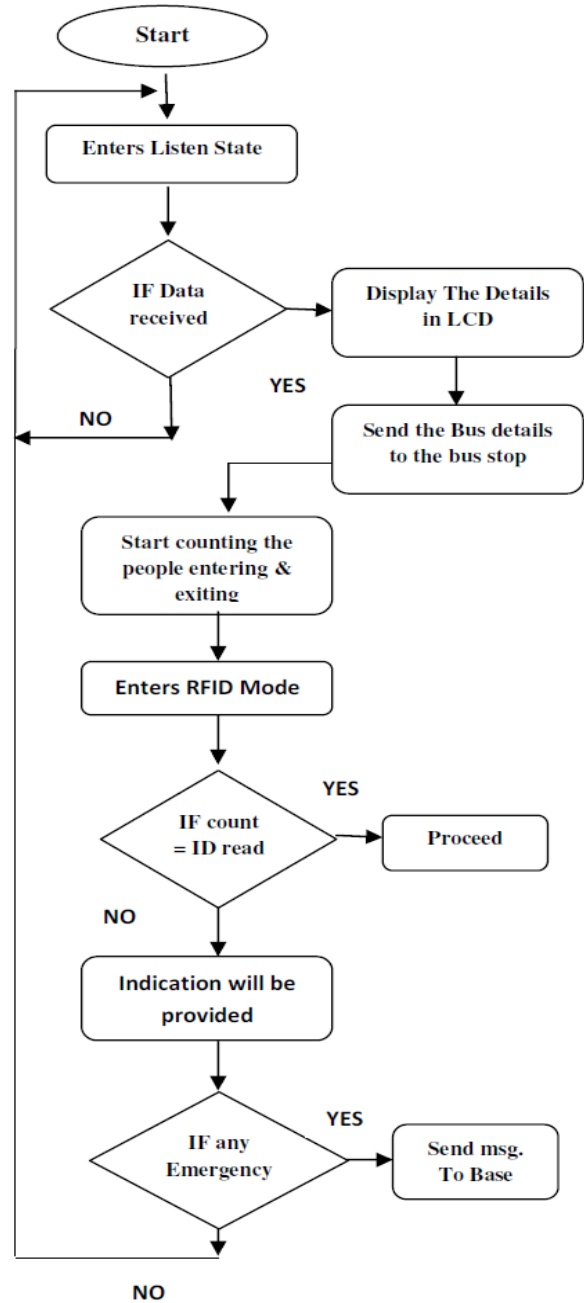 Start
Enters Listen State
IF Data
received
Display The Details
in LCD
YES
NO
Send the Bus details
to the bus stop
Start counting the
people entering &
exiting
Enters RFID Mode
YES
IF count
= ID read
Proceed
NO
Indication will be
provided
YES
IF any
Emergency
Send msg.
To Base
NO